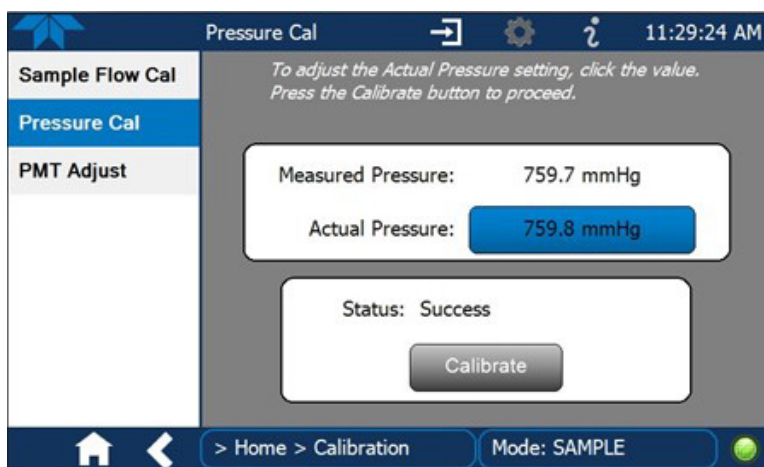 Pressure Cal
11:29:24 AM
Sample Flow Cal
Pressure Cal
PMT Adjust
To adjust the Actual Pressure setting, click the value.
Press the Calibrate button to proceed.
Measured Pressure: 759.7 mmHg
Actual Pressure: 759.8 mmHg
Status: Success
Calibrate
> Home > Calibration
Mode: SAMPLE